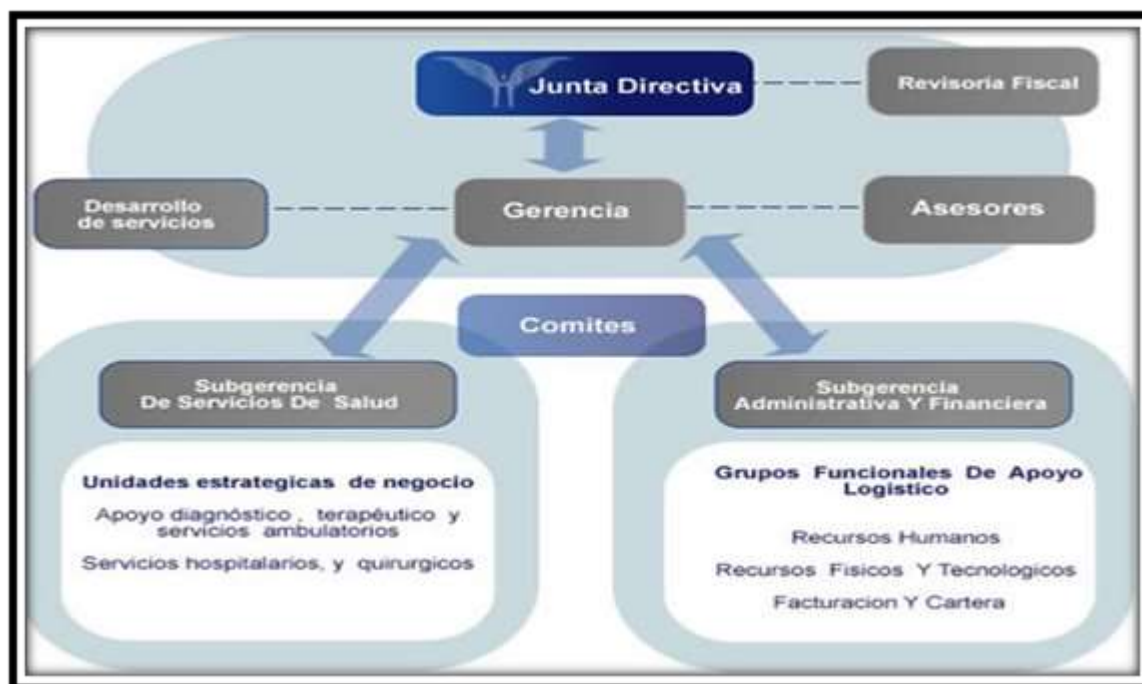 Junta Directiva
Revisoria Fiscal
Desarrollo
de servicios
Gerencia
Asesores
Comites
Subgerencia
De Servicios De Salud
Unidades estrategicas de negocio
Apoyo diagnóstico , terapéutico y
servicios ambulatorios
Servicios hospitalarios, y quirurgicos
Subgerencia
Administrativa Y Financiera
Grupos Funcionales De Apoyo
Logistico
Recursos Humanos
Recursos Fisicos Y Tecnologicos
Facturacion Y Cartera